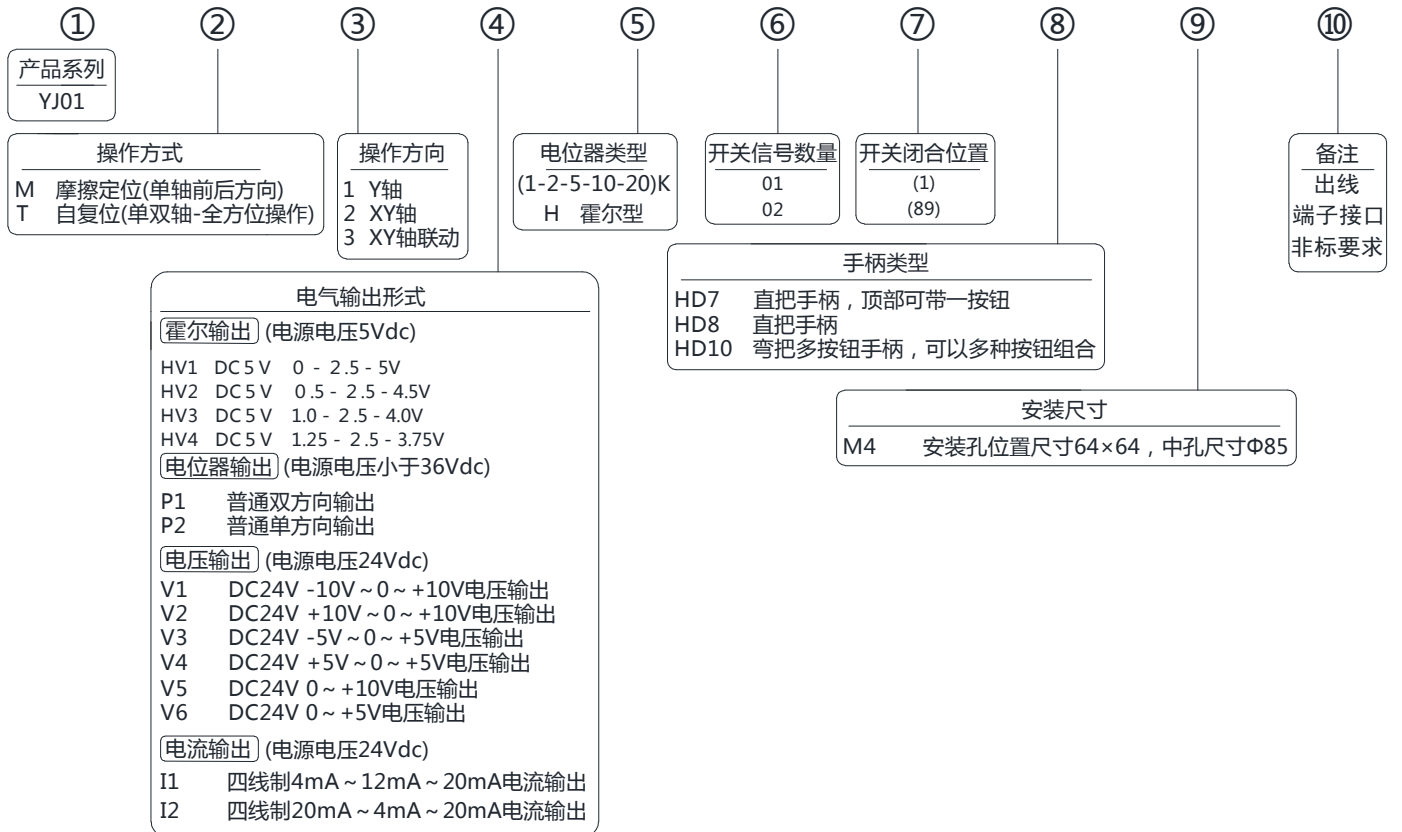 ① ② ③ ④ ⑤ ⑥ ⑦ ⑧ ⑨ ⑩
产品系列
YJ01
操作方式
M 摩擦定位(单轴前后方向)
T 自复位(单双轴-全方位操作)
操作方向
1 Y轴
2 XY轴
3 XY轴联动
电位器类型
(1-2-5-10-20)K
H 霍尔型
开关信号数量
01
02
开关闭合位置
(1)
(89)
备注
出线
端子接口
非标要求
电气输出形式
霍尔输出 (电源电压5Vdc)
HV1 DC5V 0 - 2.5 - 5V
HV2 DC5V 0.5 - 2.5 - 4.5V
HV3 DC5V 1.0 - 2.5 - 4.0V
HV4 DC5V 1.25 - 2.5 - 3.75V
电位器输出 (电源电压小于36Vdc)
P1 普通双方向输出
P2 普通单方向输出
电压输出 (电源电压24Vdc)
V1 DC24V -10V~0~+10V电压输出
V2 DC24V +10V~0~+10V电压输出
V3 DC24V -5V~0~+5V电压输出
V4 DC24V +5V~0~+5V电压输出
V5 DC24V 0~+10V电压输出
V6 DC24V 0~+5V电压输出
电流输出 (电源电压24Vdc)
I1 四线制4mA~12mA~20mA电流输出
I2 四线制20mA~4mA~20mA电流输出
手柄类型
HD7 直把手柄，顶部可带一按钮
HD8 直把手柄
HD10 弯把多按钮手柄，可以多种按钮组合
安装尺寸
M4 安装孔位置尺寸64×64，中孔尺寸Φ85